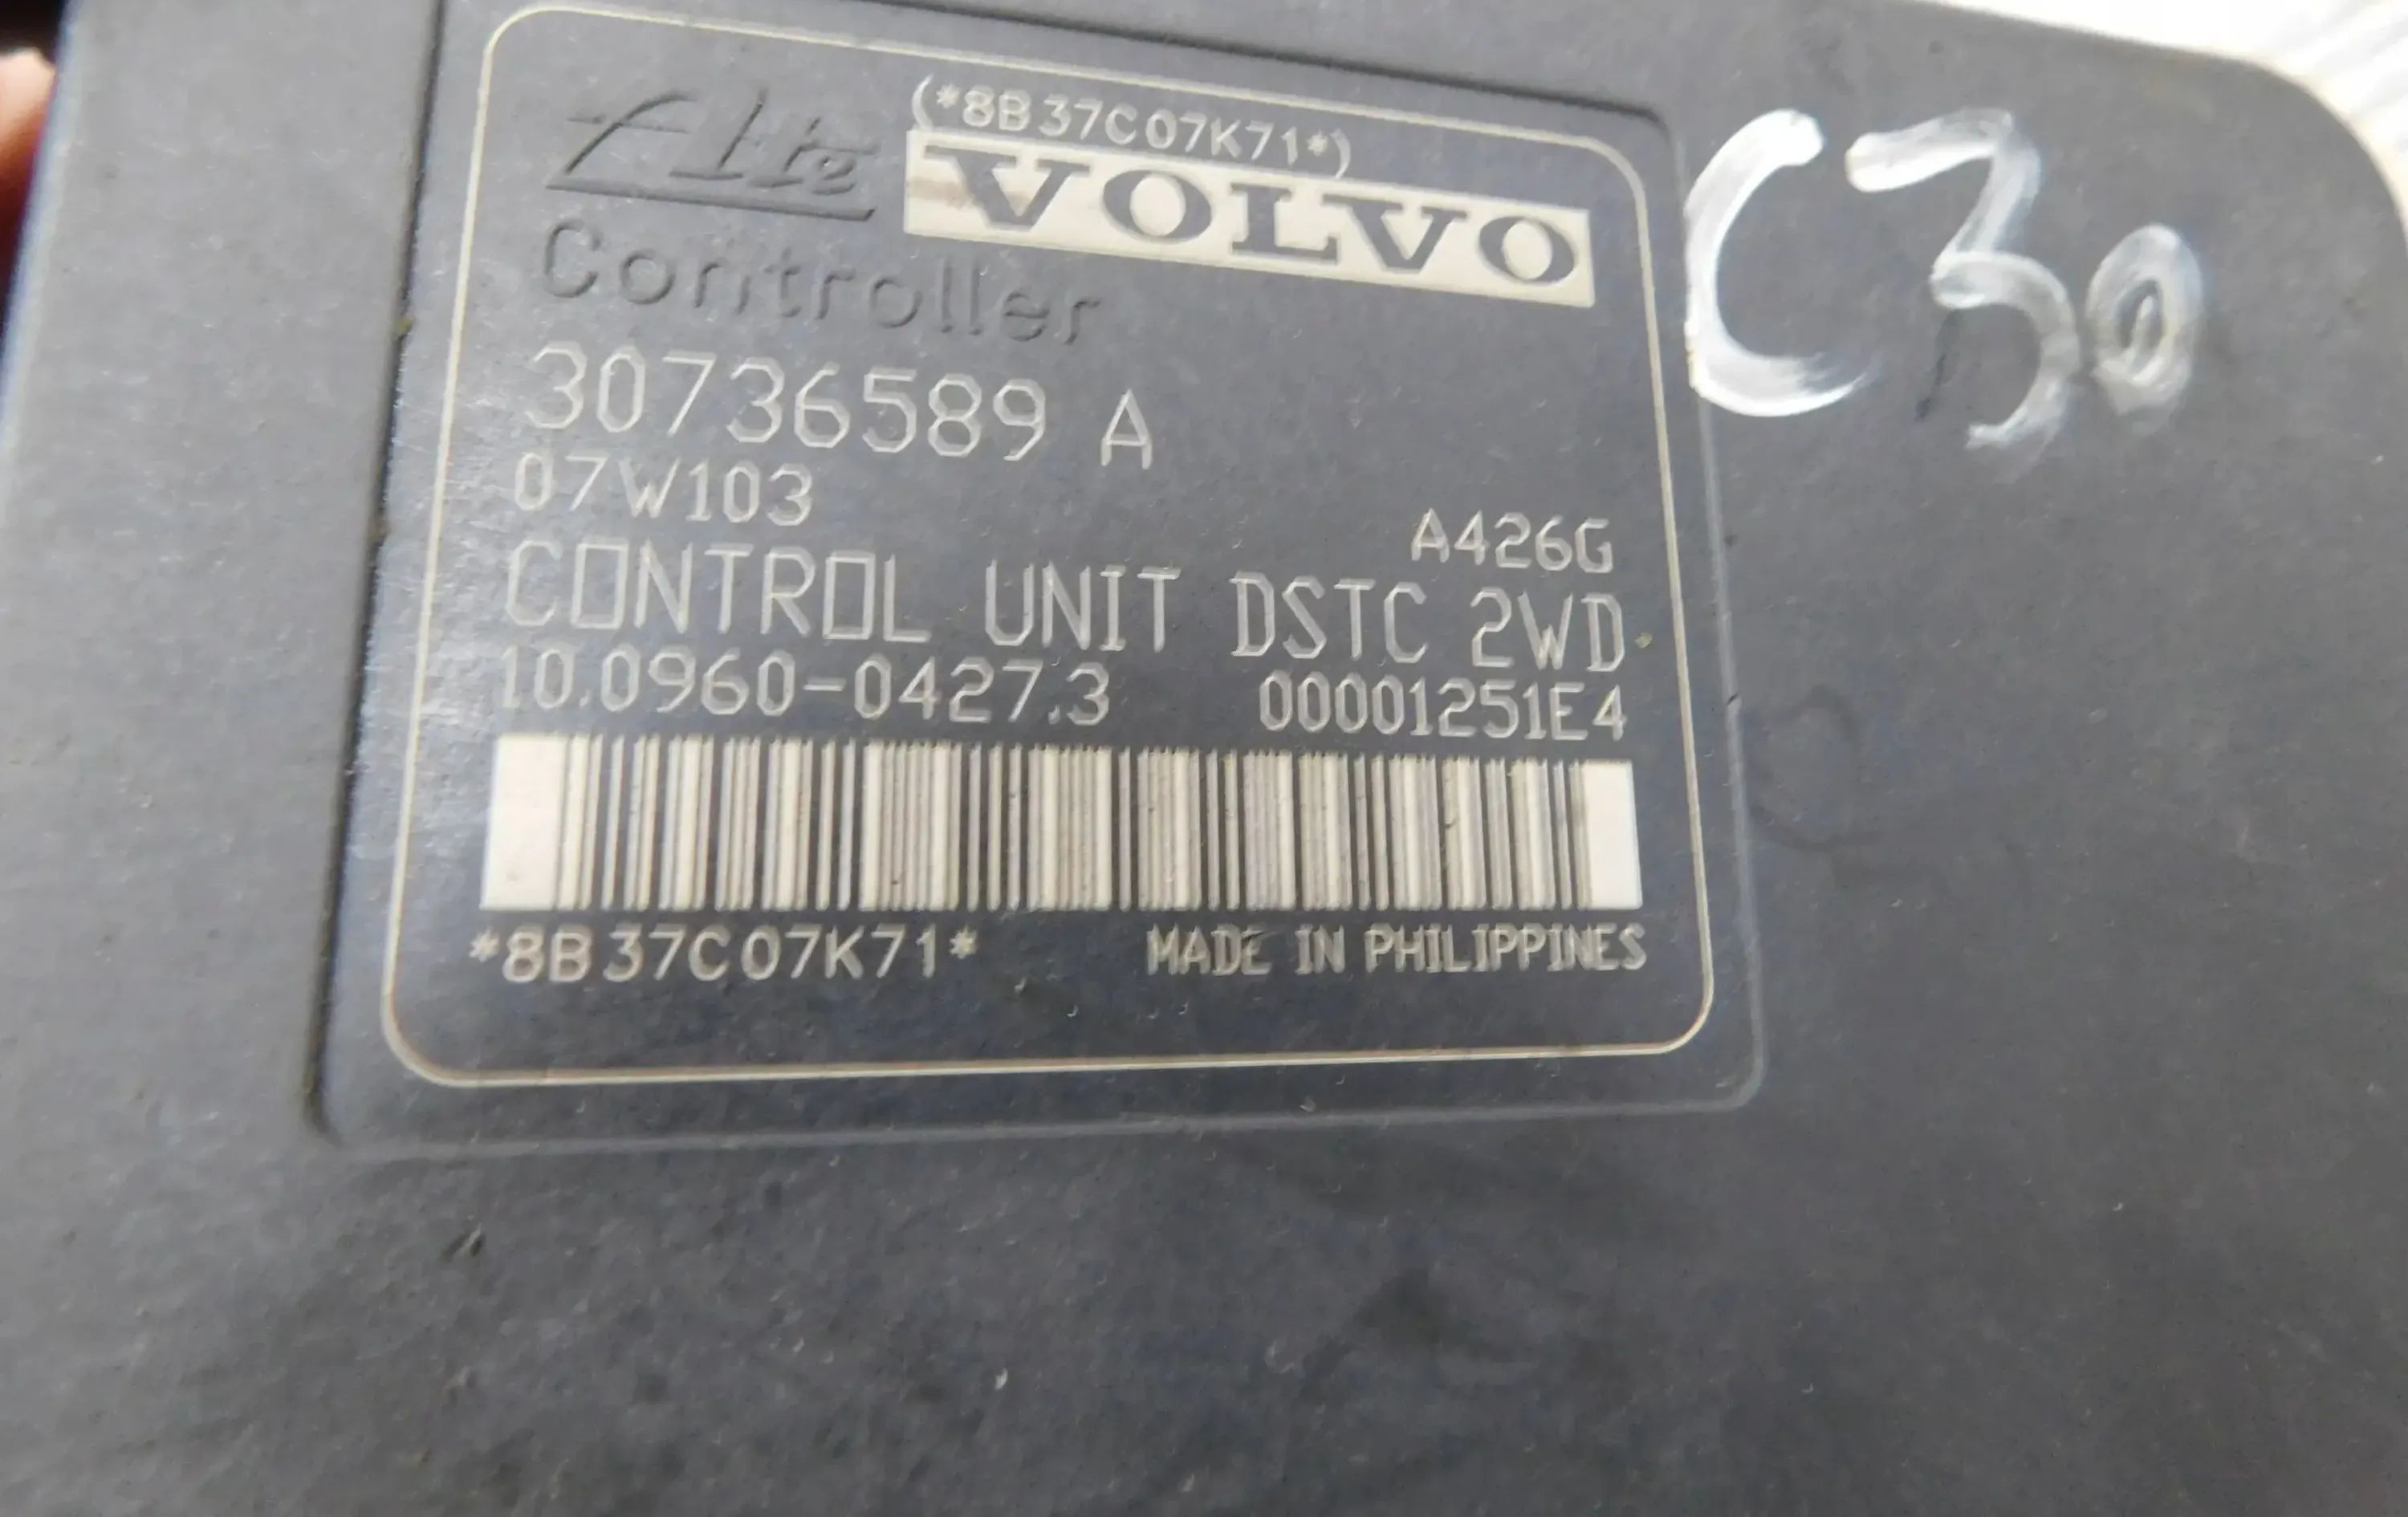 (*8B37C07K71*)
Ate VOLVO
C30
Controller
30736589 A
07W103
A426G
CONTROL UNIT DSTC 2WD
10.0960-0427.3 00001251E4
*8B37C07K71* MADE IN PHILIPPINES